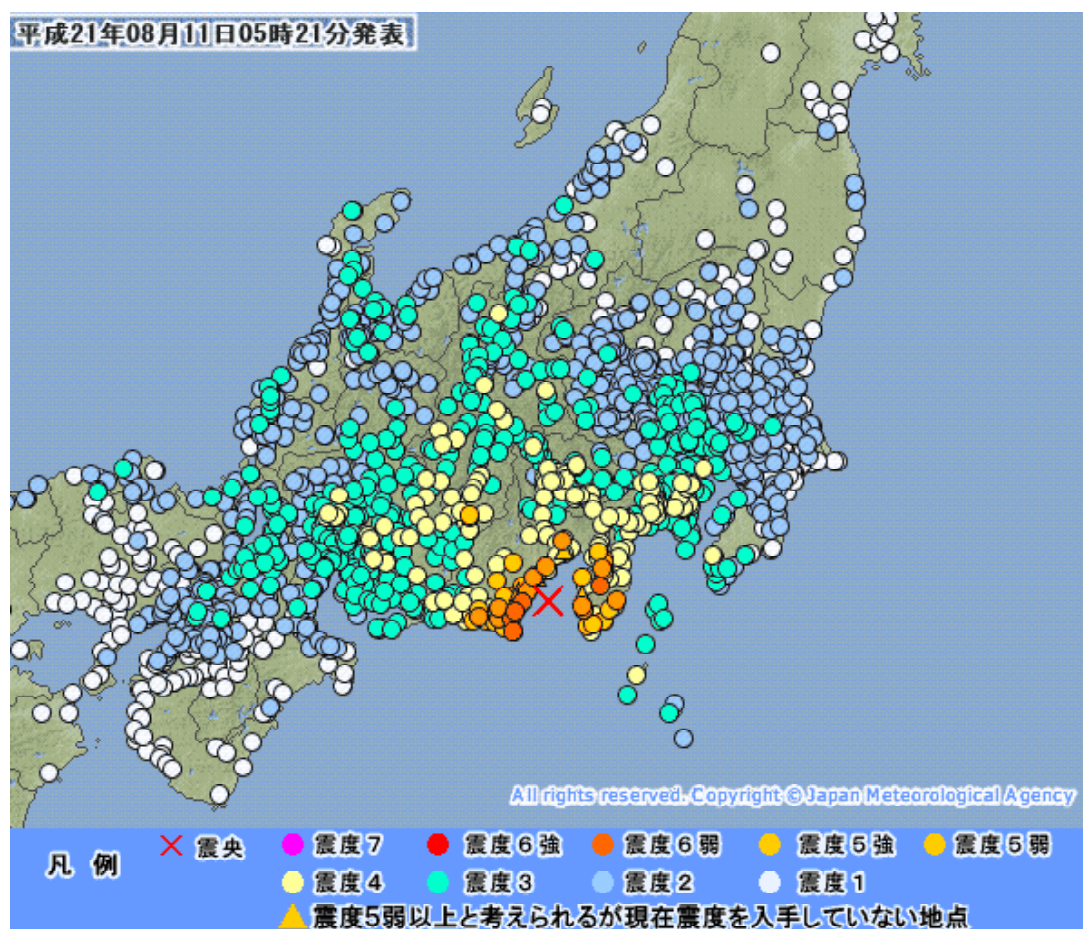 平成21年08月11日05時21分発表
All rights reserved. Copyright © Japan Meteorological Agency
凡例 震央 震度7 震度6強 震度6弱 震度5強 震度5弱
震度4 震度3 震度2 震度1
震度5弱以上と考えられるが現在震度を入手していない地点